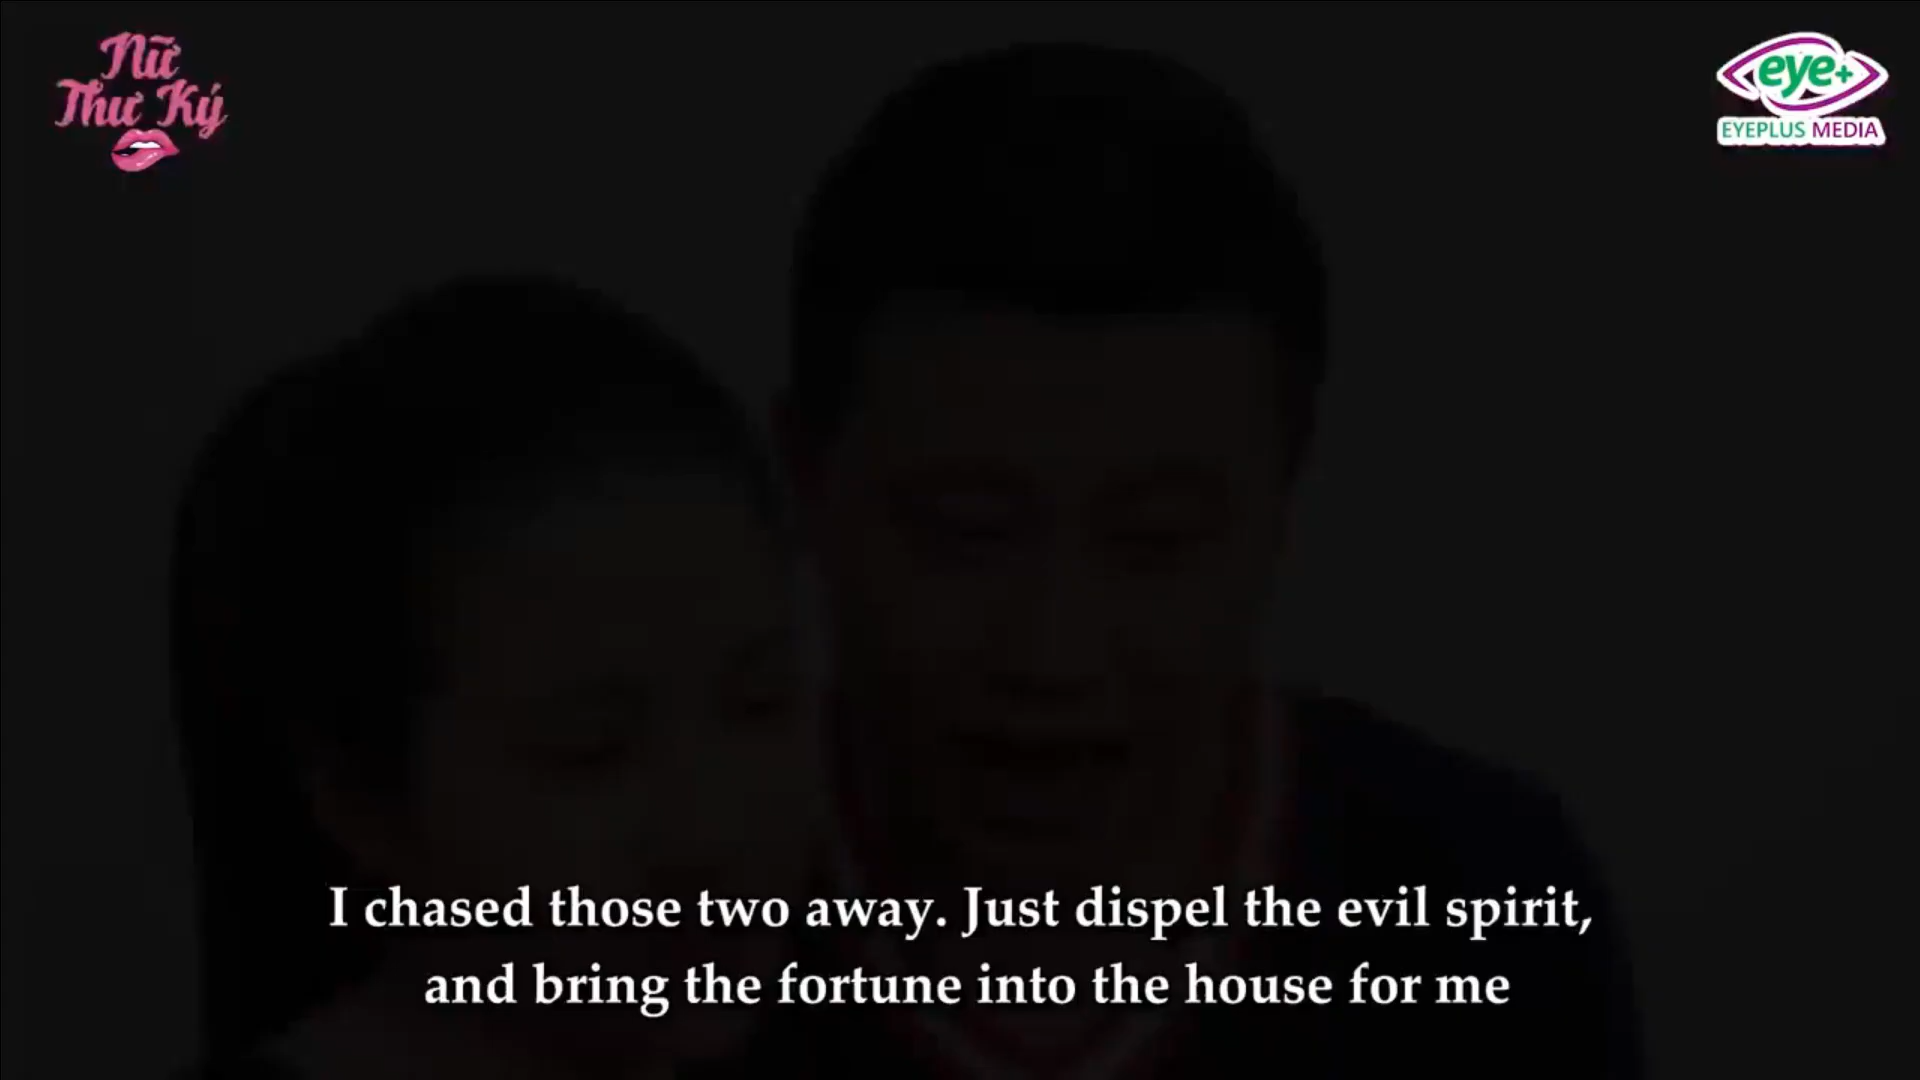 Nữ
Thư Ký
eye+
EYEPLUS MEDIA
I chased those two away. Just dispel the evil spirit,
and bring the fortune into the house for me